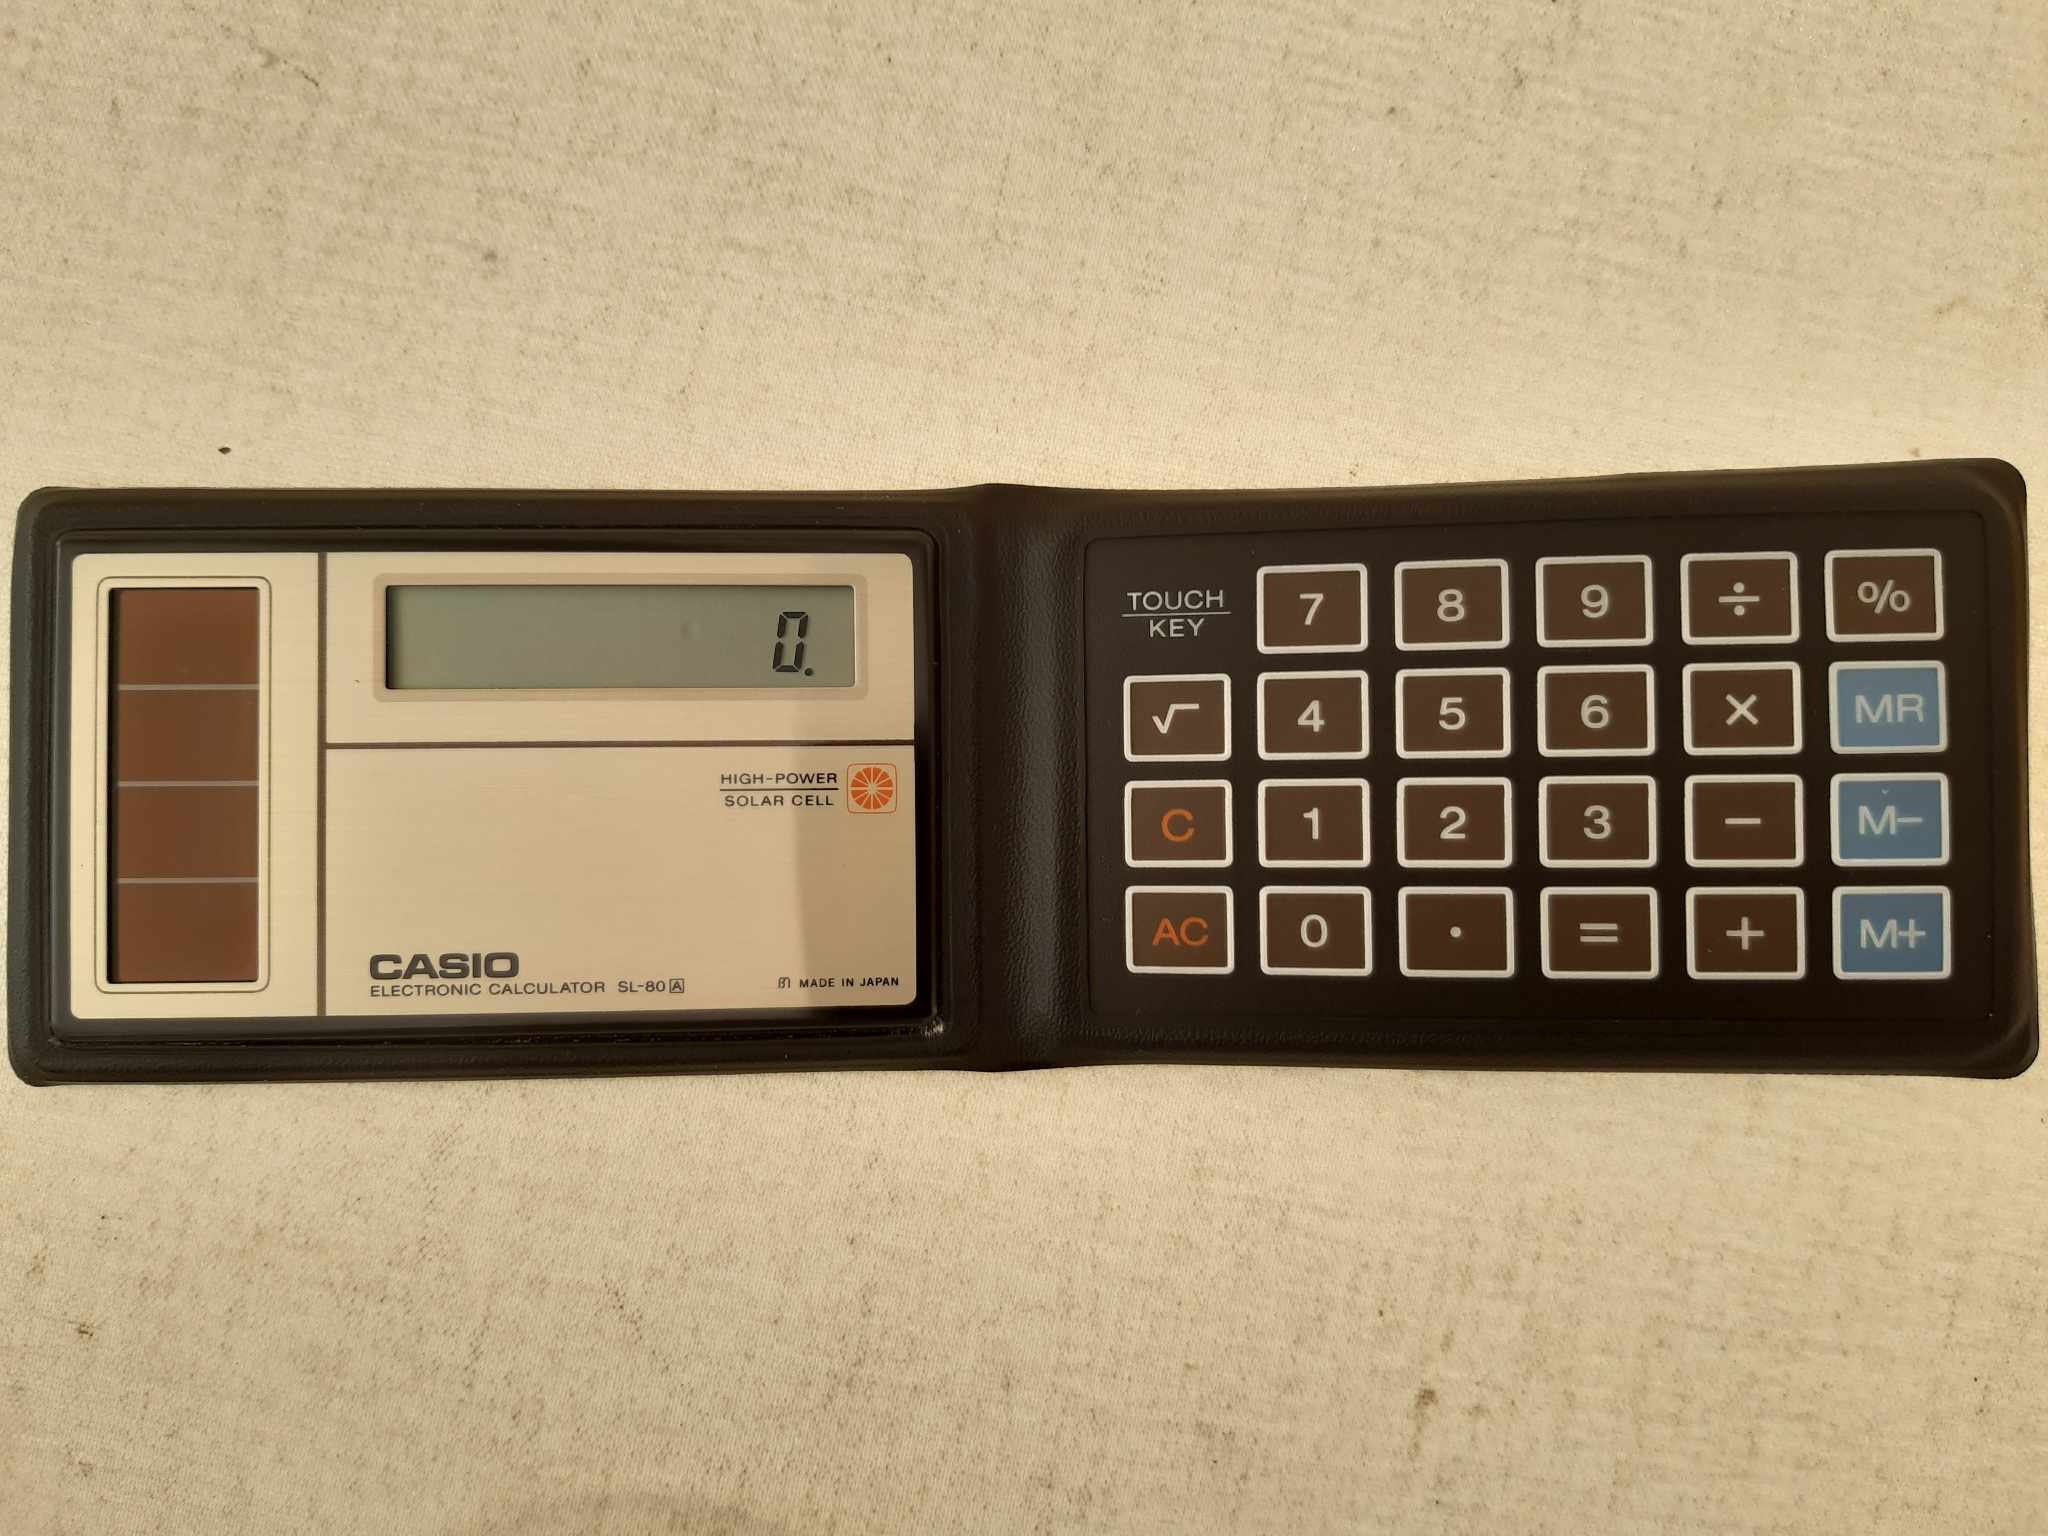 0.
HIGH-POWER
SOLAR CELL
CASIO
ELECTRONIC CALCULATOR SL-80 A
MADE IN JAPAN
TOUCH
KEY
7 8 9 ÷ %
√ 4 5 6 × MR
C 1 2 3 − M−
AC 0 · = + M+